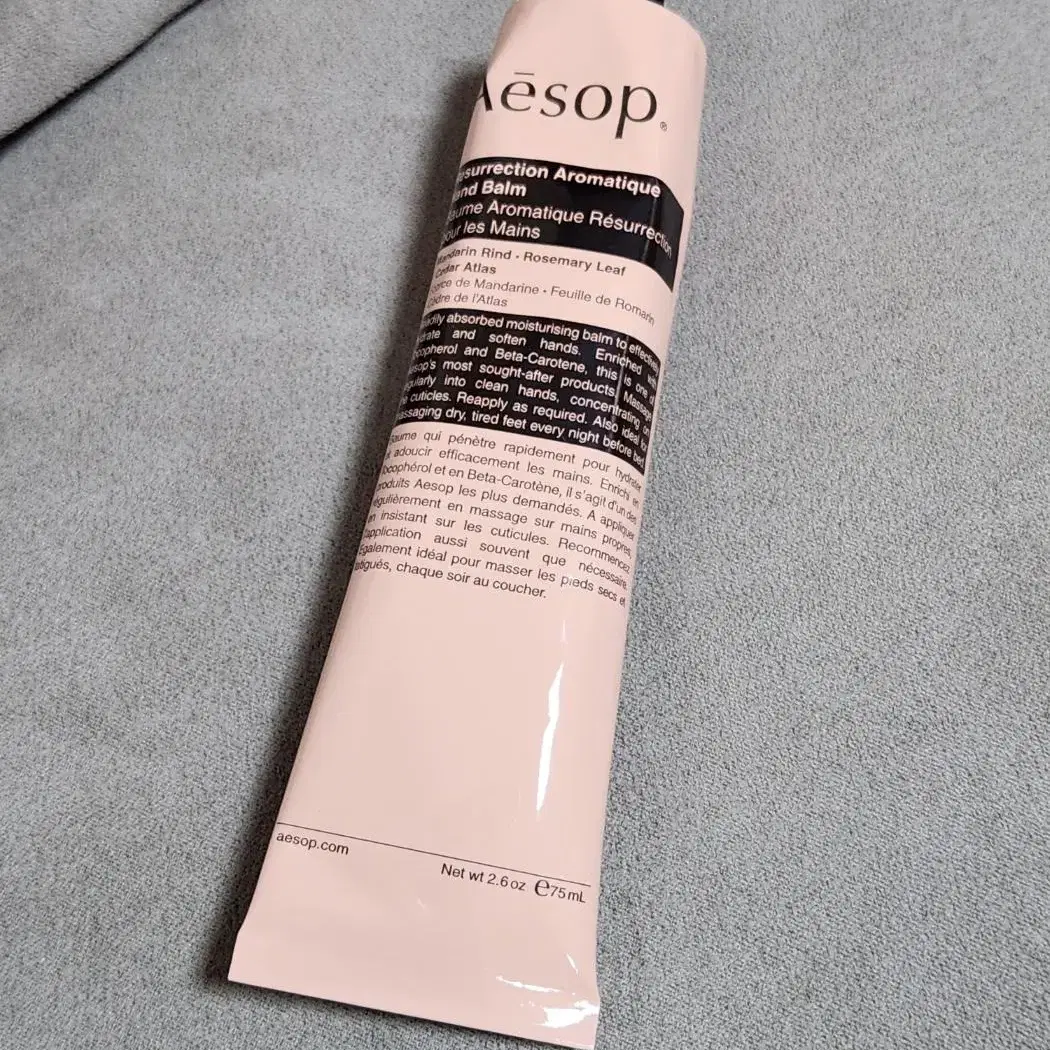 Aēsop®
Resurrection Aromatique
Hand Balm
Baume Aromatique Résurrection
pour les Mains
Mandarin Rind · Rosemary Leaf
Cedar Atlas
Écorce de Mandarine · Feuille de Romarin
Cèdre de l'Atlas
absorbed moisturising balm to effectively
and soften hands. Enriched with
Tocopherol and Beta-Carotene, this is one of
Aesop's most sought-after products. Massage
regularly into clean hands, concentrating on
the cuticles. Reapply as required. Also ideal for
massaging dry, tired feet every night before bed.
Baume qui pénètre rapidement pour hydrater
et adoucir efficacement les mains. Enrichi en
Tocophérol et en Beta-Carotène, il s'agit d'un des
produits Aesop les plus demandés. A appliquer
régulièrement en massage sur mains propres,
en insistant sur les cuticules. Recommencez
l'application aussi souvent que nécessaire.
Egalement idéal pour masser les pieds secs et
fatigués, chaque soir au coucher.
aesop.com
Net wt 2.6 oz ℮75 mL